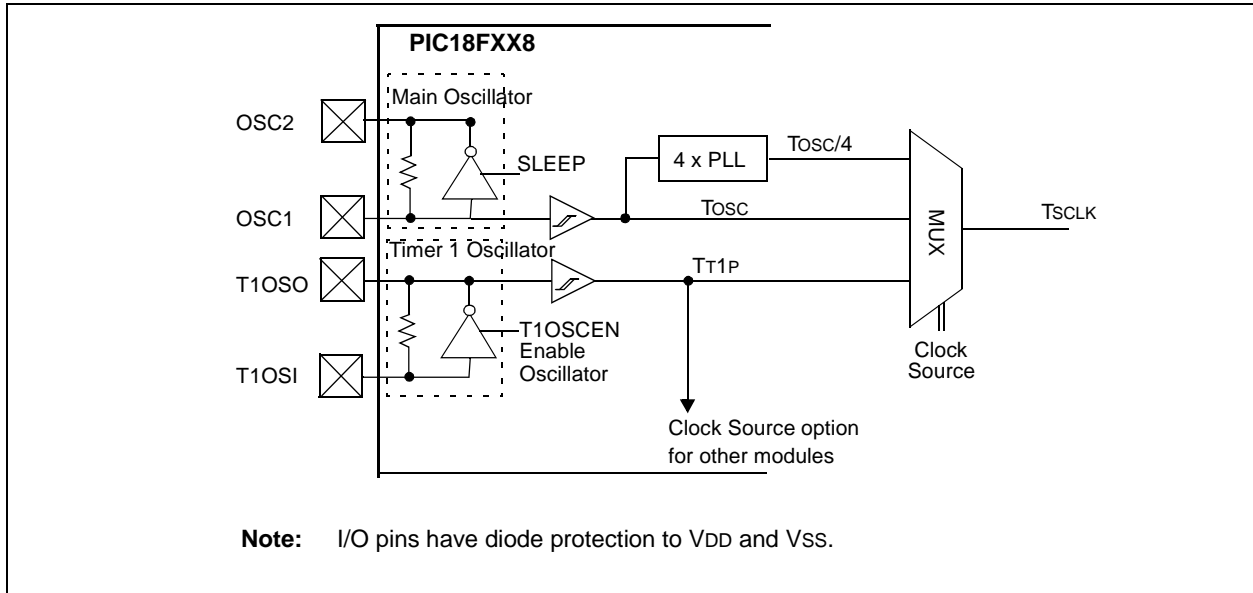 PIC18FXX8
Main Oscillator
OSC2
4 x PLL
TOSC/4
SLEEP
OSC1
TOSC
MUX
TSCLK
Timer 1 Oscillator
T1OSO
TT1P
T1OSCEN
Enable
Oscillator
T1OSI
Clock
Source
Clock Source option
for other modules
Note: I/O pins have diode protection to VDD and VSS.